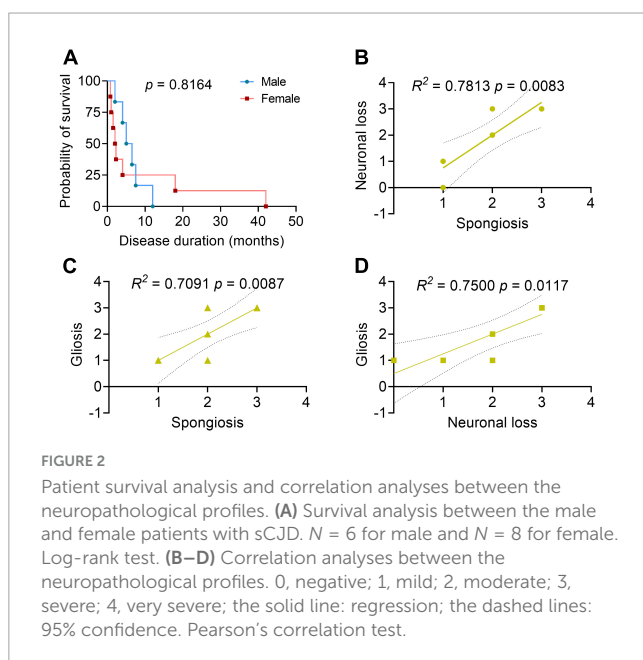 A
p = 0.8164
Male
Female
Probability of survival
100
75
50
25
0
0 10 20 30 40 50
Disease duration (months)
B
R² = 0.7813 p = 0.0083
Neuronal loss
4
3
2
1
0
-1
1 2 3 4
Spongiosis
C
R² = 0.7091 p = 0.0087
Gliosis
4
3
2
1
0
-1
1 2 3 4
Spongiosis
D
R² = 0.7500 p = 0.0117
Gliosis
4
3
2
1
0
-1
1 2 3 4
Neuronal loss
FIGURE 2
Patient survival analysis and correlation analyses between the
neuropathological profiles. (A) Survival analysis between the male
and female patients with sCJD. N = 6 for male and N = 8 for female.
Log-rank test. (B–D) Correlation analyses between the
neuropathological profiles. 0, negative; 1, mild; 2, moderate; 3,
severe; 4, very severe; the solid line: regression; the dashed lines:
95% confidence. Pearson's correlation test.